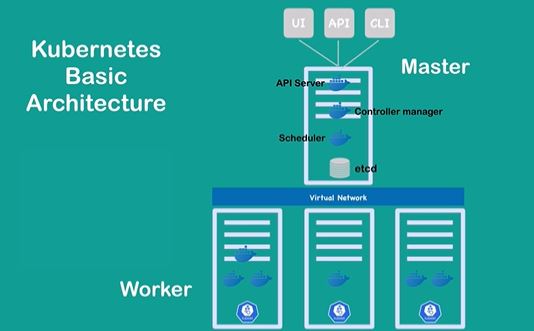 Kubernetes
Basic
Architecture
UI
API
CLI
Master
API Server
Controller manager
Scheduler
etcd
Virtual Network
Worker